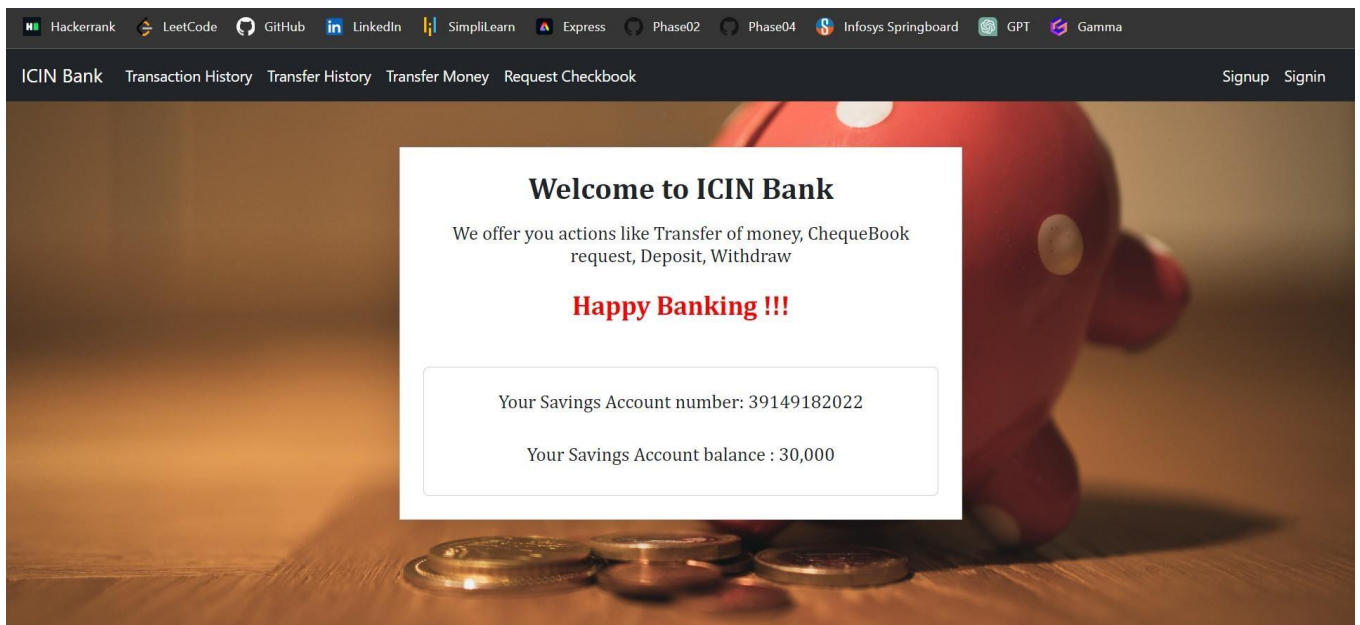 Hackerrank LeetCode GitHub LinkedIn SimpliLearn Express Phase02 Phase04 Infosys Springboard GPT Gamma
ICIN Bank Transaction History Transfer History Transfer Money Request Checkbook Signup Signin
Welcome to ICIN Bank
We offer you actions like Transfer of money, ChequeBook
request, Deposit, Withdraw
Happy Banking !!!
Your Savings Account number: 39149182022
Your Savings Account balance : 30,000